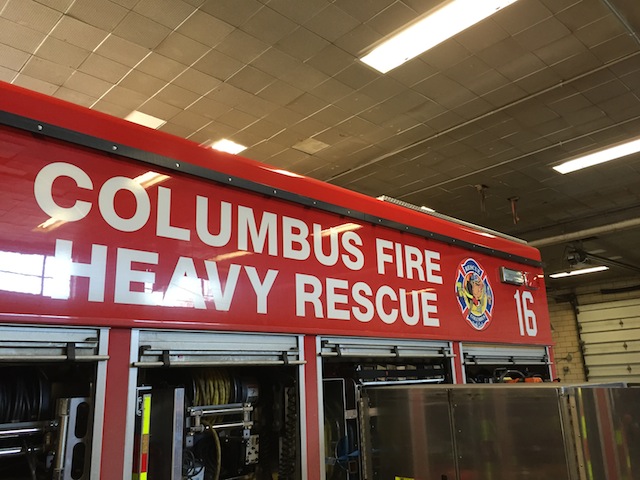 COLUMBUS FIRE
HEAVY RESCUE
16